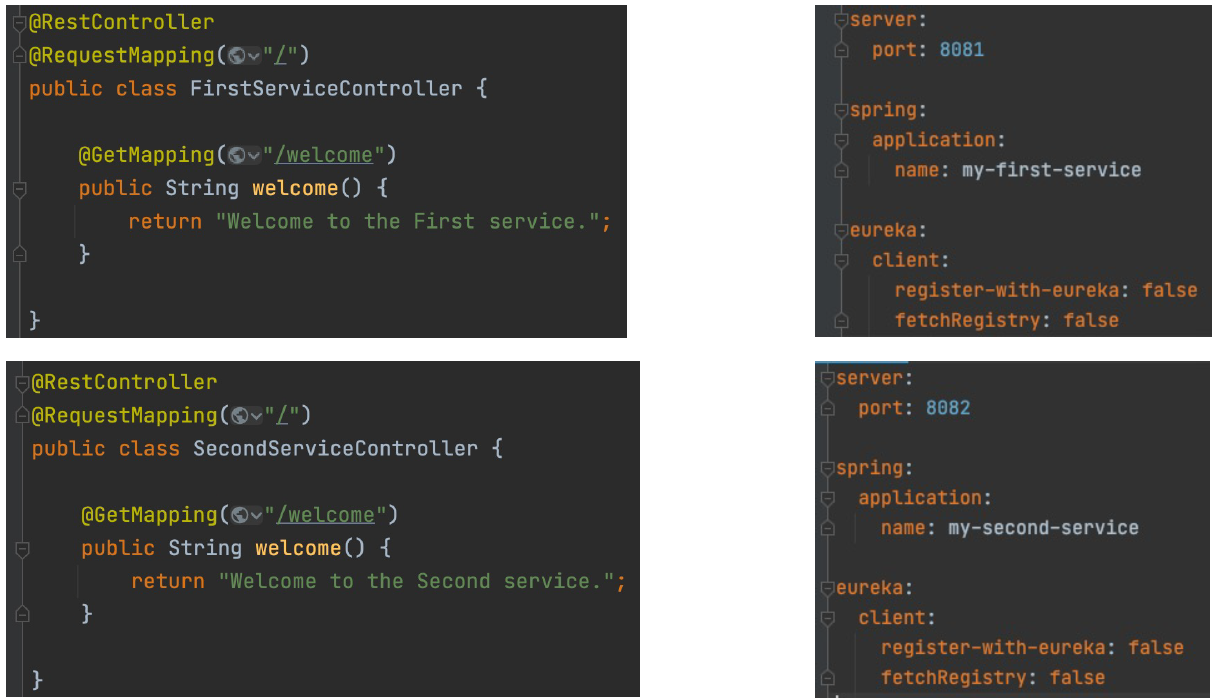 @RestController
@RequestMapping("/")
public class FirstServiceController {
@GetMapping("/welcome")
public String welcome() {
return "Welcome to the First service.";
}
}
server:
port: 8081
spring:
application:
name: my-first-service
eureka:
client:
register-with-eureka: false
fetchRegistry: false
@RestController
@RequestMapping("/")
public class SecondServiceController {
@GetMapping("/welcome")
public String welcome() {
return "Welcome to the Second service.";
}
}
server:
port: 8082
spring:
application:
name: my-second-service
eureka:
client:
register-with-eureka: false
fetchRegistry: false